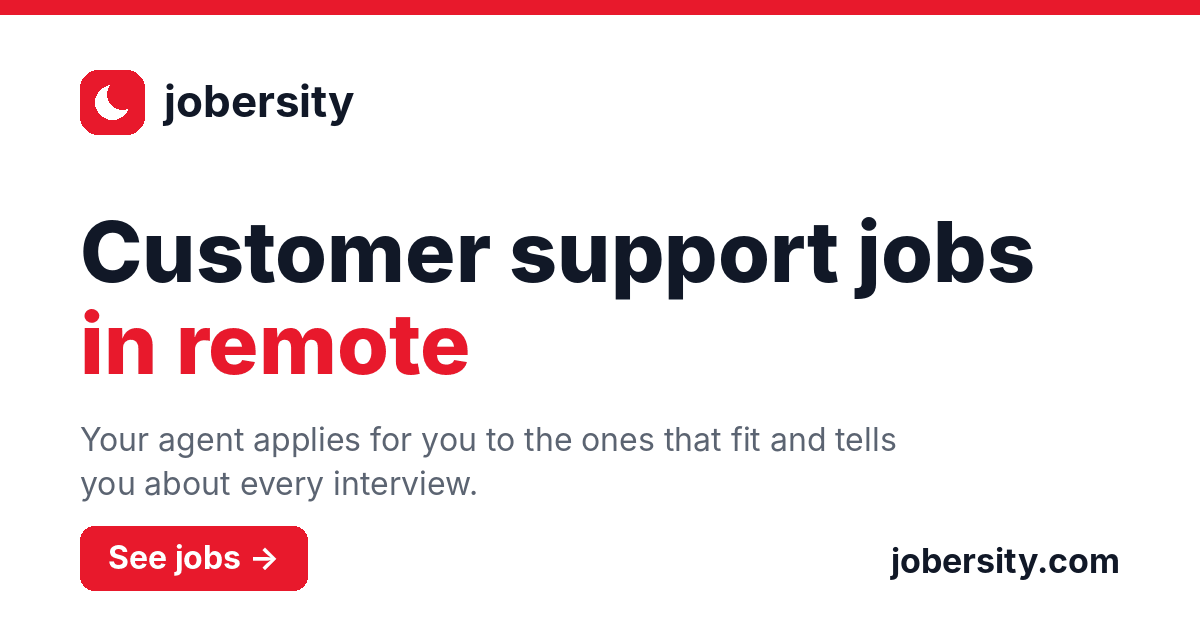 jobersity
Customer support jobs
in remote
Your agent applies for you to the ones that fit and tells
you about every interview.
See jobs →
jobersity.com